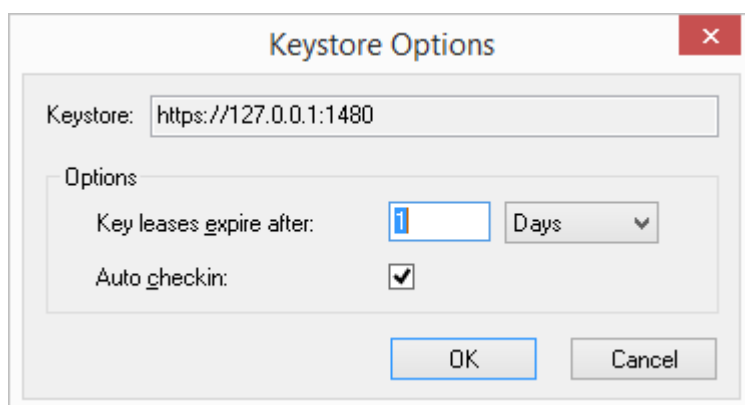 Keystore Options
Keystore: https://127.0.0.1:1480
Options
Key leases expire after: 1 Days
Auto checkin:
OK Cancel